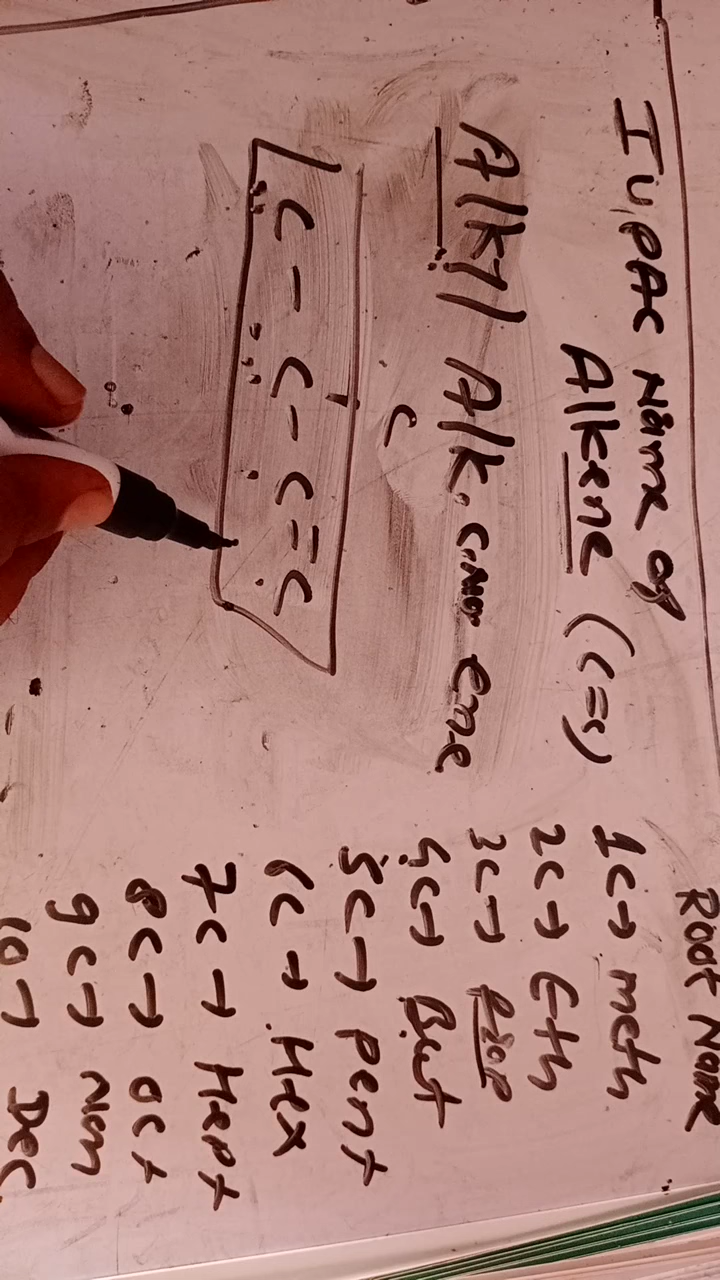 IUPAC Name of
Alkene (C=C)
Alkyl Alk. C.No ene
C
C - C - C = C
Root Name
1C → meth
2C → Eth
3C → Prop
4C → But
5C → Pent
6C → Hex
7C → Hept
8C → Oct
9C → Non
10 → Dec